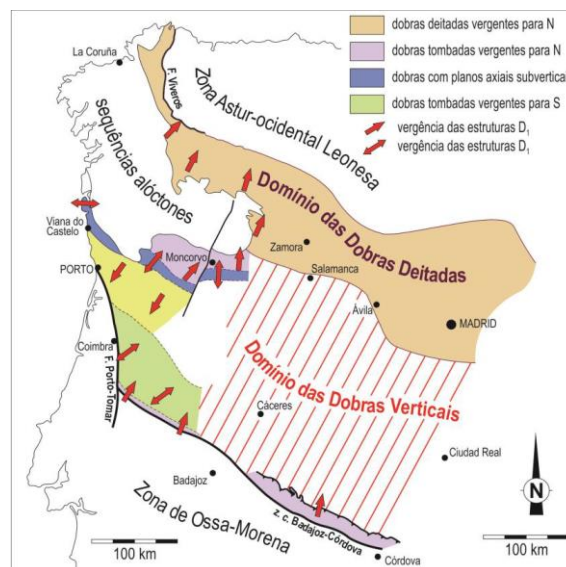 dobras deitadas vergentes para N
dobras tombadas vergentes para N
dobras com planos axiais subvertica
dobras tombadas vergentes para S
vergência das estruturas D₁
vergência das estruturas D₁
La Coruña
F. Viveros
Zona Astur-ocidental Leonesa
sequências alóctones
Domínio das Dobras Deitadas
Viana do
Castelo
Moncorvo
Zamora
PORTO
Salamanca
Ávila
MADRID
Coimbra
F. Porto-Tomar
Domínio das Dobras Verticais
Cáceres
Ciudad Real
Badajoz
Zona de Ossa-Morena
z. c. Badajoz-Córdova
Córdova
N
100 km
100 km